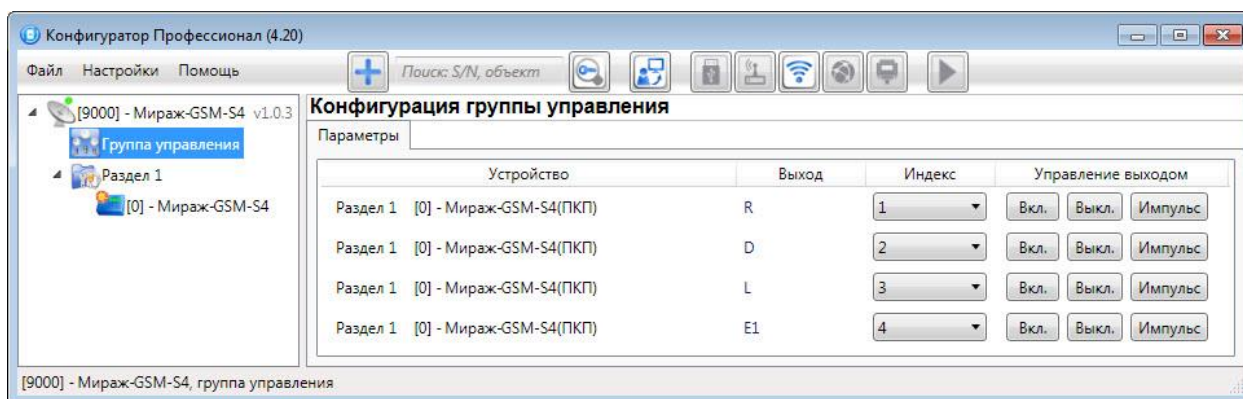 Конфигуратор Профессионал (4.20)
Файл Настройки Помощь Поиск: S/N, объект
[9000] - Мираж-GSM-S4 v1.0.3
Группа управления
Раздел 1
[0] - Мираж-GSM-S4
Конфигурация группы управления
Параметры
Устройство Выход Индекс Управление выходом
Раздел 1 [0] - Мираж-GSM-S4(ПКП) R 1 Вкл. Выкл. Импульс
Раздел 1 [0] - Мираж-GSM-S4(ПКП) D 2 Вкл. Выкл. Импульс
Раздел 1 [0] - Мираж-GSM-S4(ПКП) L 3 Вкл. Выкл. Импульс
Раздел 1 [0] - Мираж-GSM-S4(ПКП) E1 4 Вкл. Выкл. Импульс
[9000] - Мираж-GSM-S4, группа управления